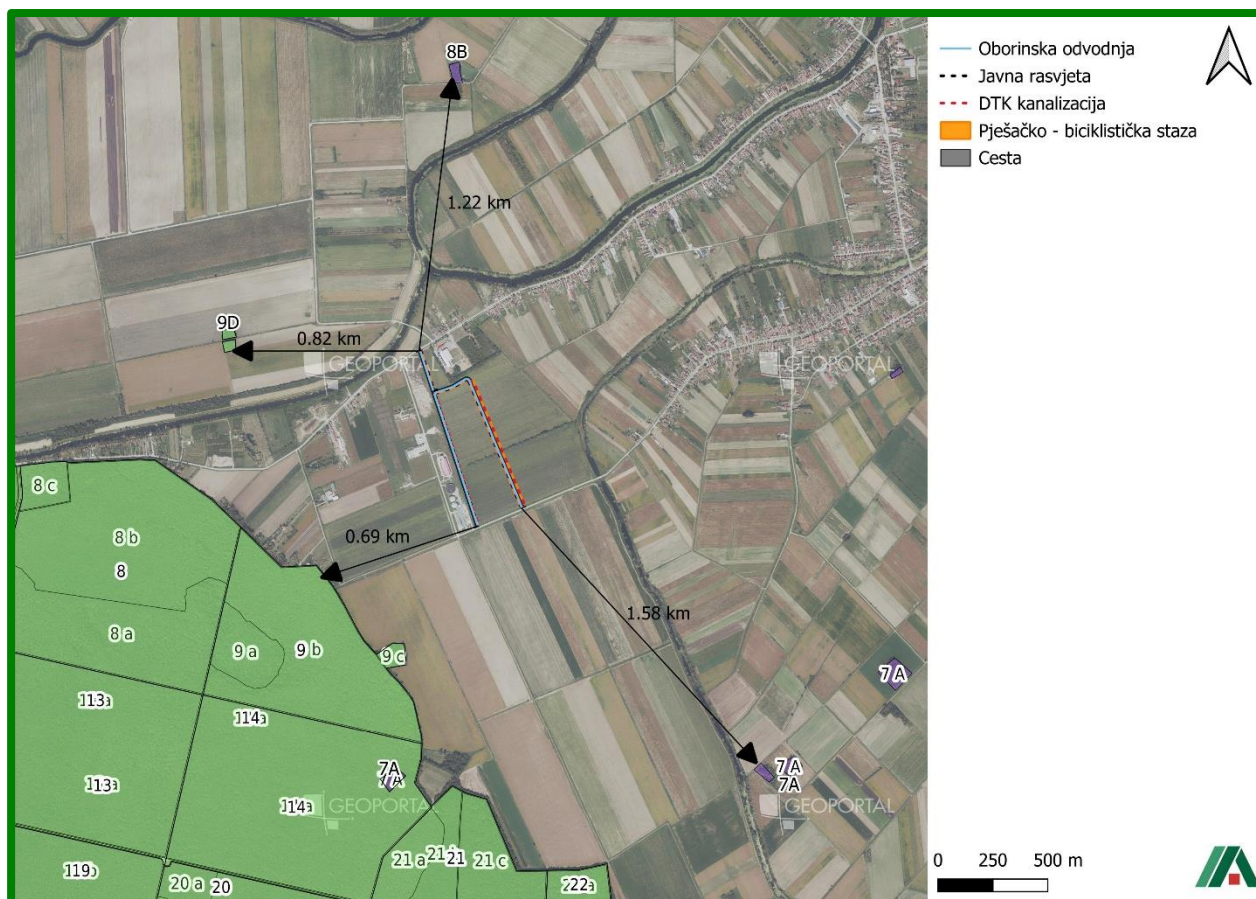 8B
1.22 km
9D
0.82 km
GEOPORTAL
GEOPORTAL
8 c
8 b
8
0.69 km
8 a
9 a
9 b
9 c
1.58 km
7 A
7A
7 A
7A
GEOPORTAL
GEOPORTAL
21 a
21
21 c
20 a
20
22
Oborinska odvodnja
Javna rasvjeta
DTK kanalizacija
Pješačko - biciklistička staza
Cesta
0 250 500 m